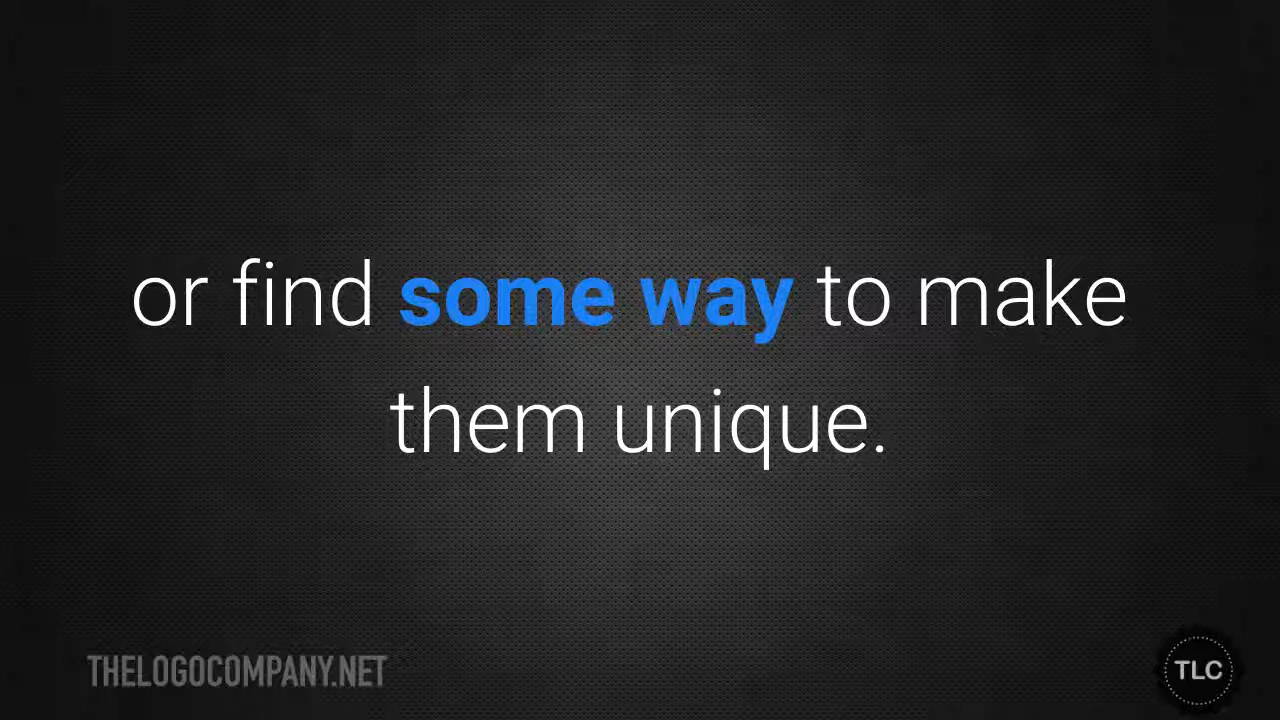 or find some way to make
them unique.
THELOGOCOMPANY.NET
TLC